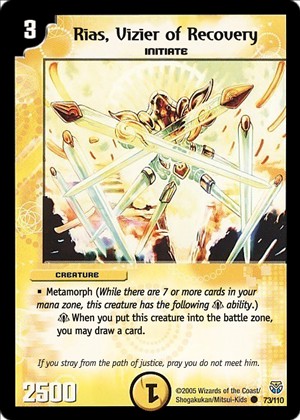 3
Rias, Vizier of Recovery
INITIATE
CREATURE
▪ Metamorph (While there are 7 or more cards in your
mana zone, this creature has the following ability.)
When you put this creature into the battle zone,
you may draw a card.
If you stray from the path of justice, pray you do not meet him.
2500
1
©2005 Wizards of the Coast/
Shogakukan/Mitsui-Kids ● 73/110